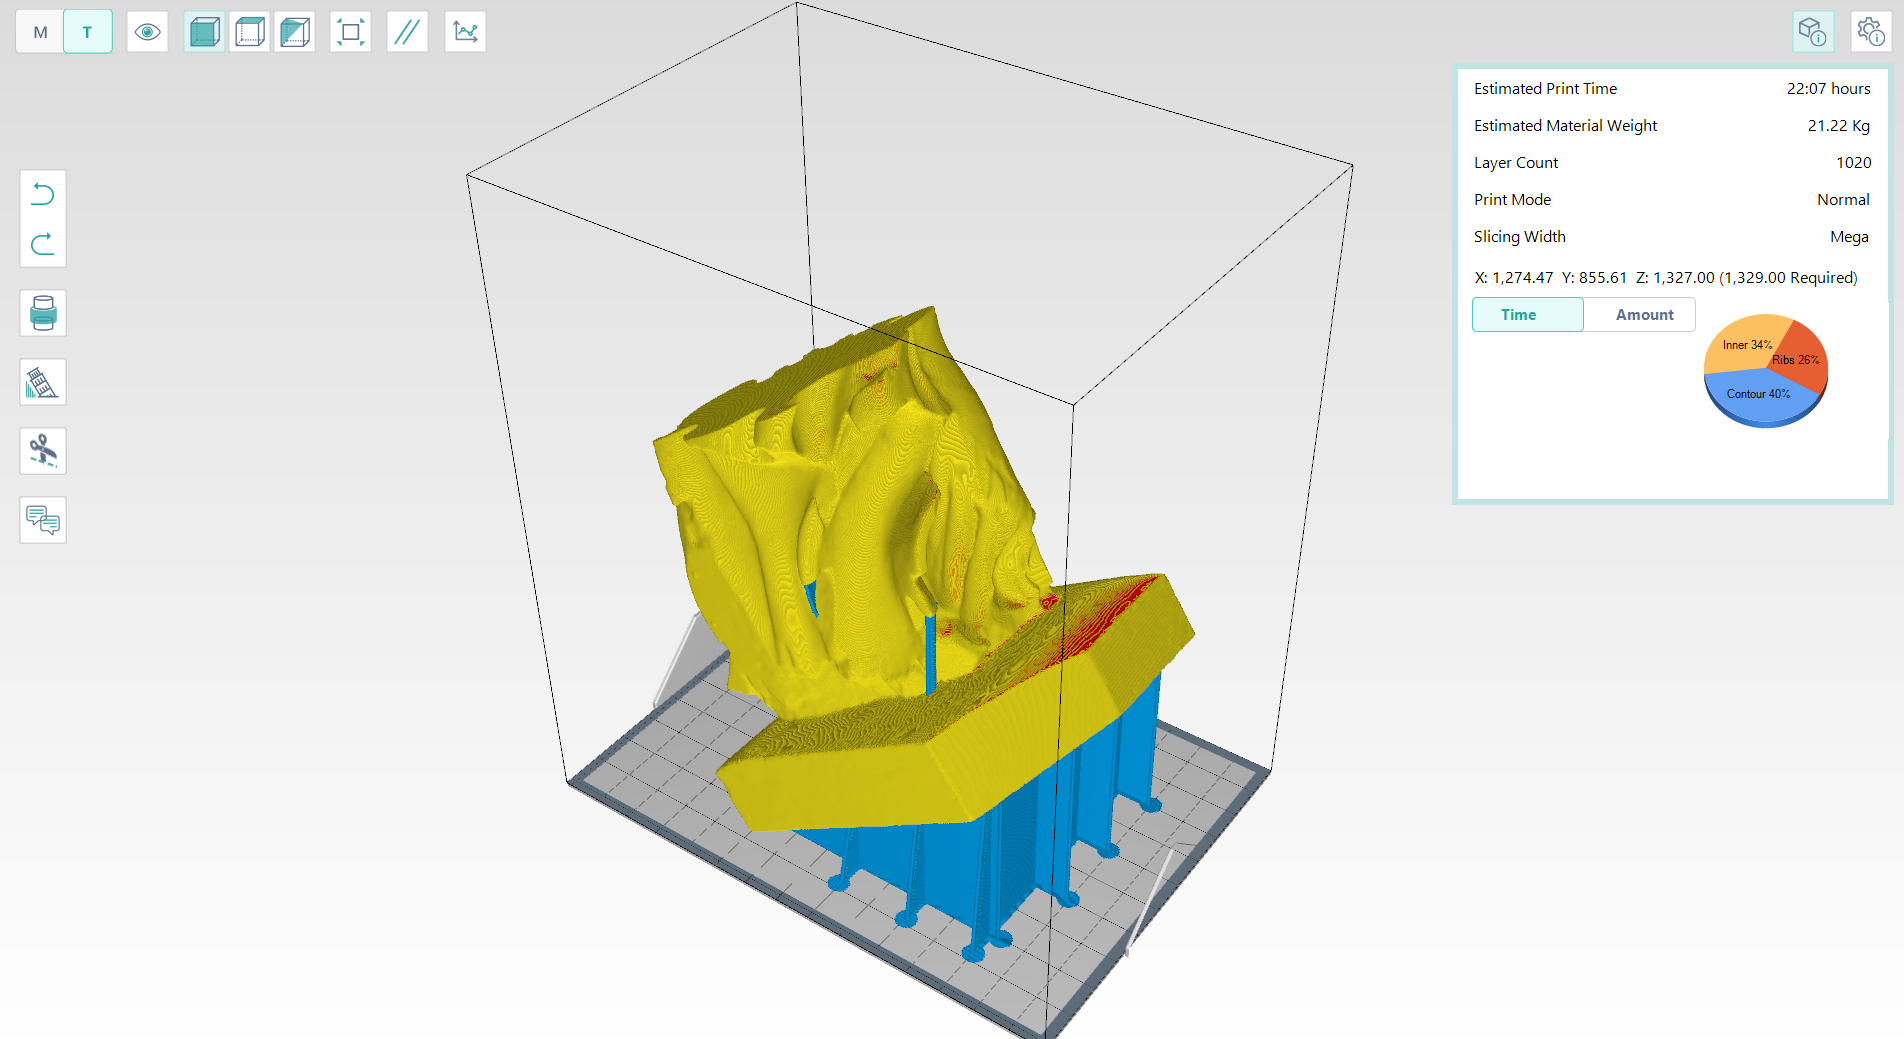 M T
Estimated Print Time 22:07 hours
Estimated Material Weight 21.22 Kg
Layer Count 1020
Print Mode Normal
Slicing Width Mega
X: 1,274.47 Y: 855.61 Z: 1,327.00 (1,329.00 Required)
Time Amount
Inner 34%
Ribs 26%
Contour 40%